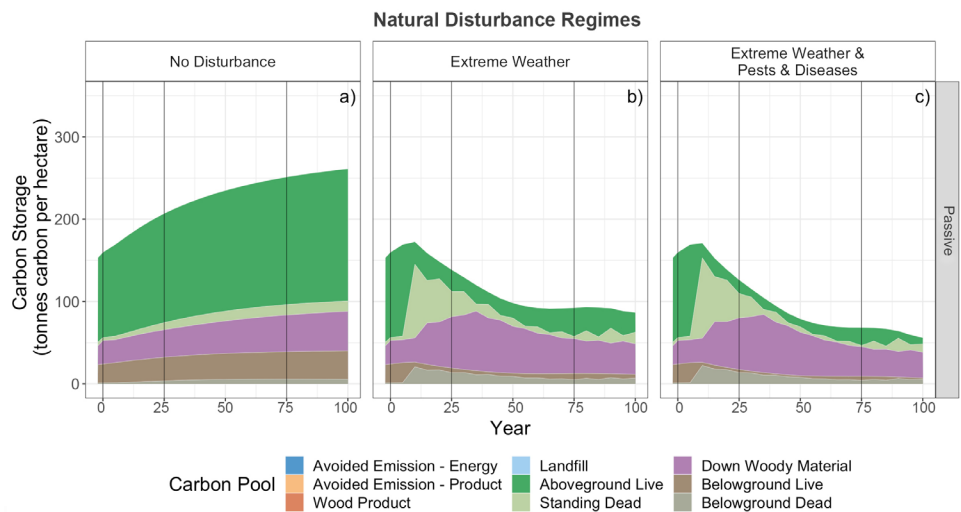 Natural Disturbance Regimes
No Disturbance
Extreme Weather
Extreme Weather &
Pests & Diseases
a)
b)
c)
Passive
Carbon Storage
(tonnes carbon per hectare)
300
200
100
0
0 25 50 75 100
0 25 50 75 100
0 25 50 75 100
Year
Carbon Pool
Avoided Emission - Energy
Avoided Emission - Product
Wood Product
Landfill
Aboveground Live
Standing Dead
Down Woody Material
Belowground Live
Belowground Dead